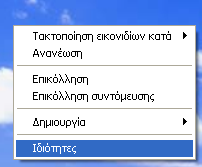 Τακτοποίηση εικονιδίων κατά
Ανανέωση
Επικόλληση
Επικόλληση συντόμευσης
Δημιουργία
Ιδιότητες